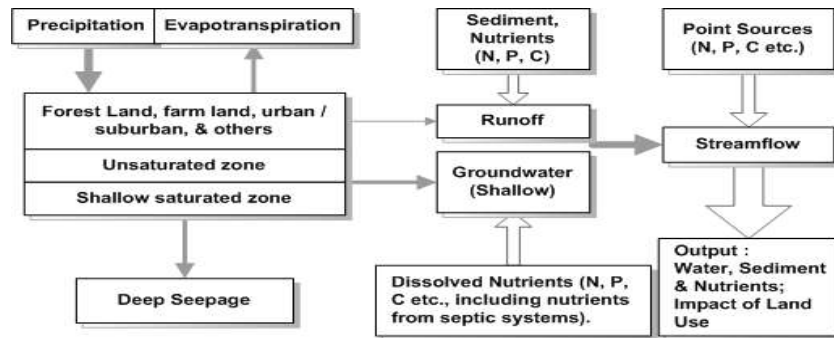 Precipitation
Evapotranspiration
Forest Land, farm land, urban /
suburban, & others
Unsaturated zone
Shallow saturated zone
Deep Seepage
Sediment,
Nutrients
(N, P, C)
Runoff
Groundwater
(Shallow)
Dissolved Nutrients (N, P,
C etc., including nutrients
from septic systems).
Point Sources
(N, P, C etc.)
Streamflow
Output :
Water, Sediment
& Nutrients;
Impact of Land
Use